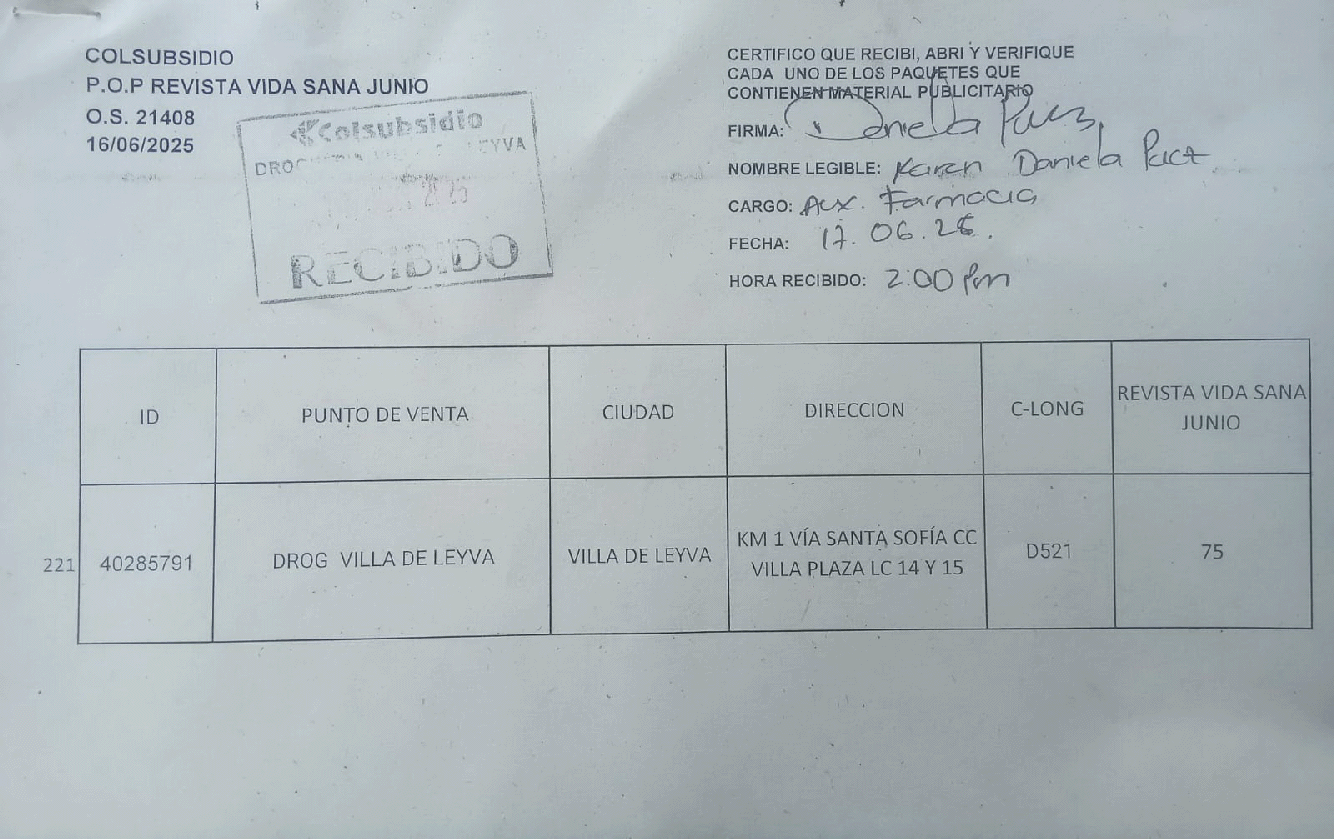 COLSUBSIDIO
P.O.P REVISTA VIDA SANA JUNIO
O.S. 21408
16/06/2025
Colsubsidio
RECIBIDO
CERTIFICO QUE RECIBI, ABRI Y VERIFIQUE
CADA UNO DE LOS PAQUETES QUE
CONTIENEN MATERIAL PUBLICITARIO
FIRMA: Daniela
NOMBRE LEGIBLE: Karen Daniela
CARGO: Aux. Farmacia
FECHA: 17. 06.
HORA RECIBIDO: 2:00 Pm
ID
PUNTO DE VENTA
CIUDAD
DIRECCION
C-LONG
REVISTA VIDA SANA
JUNIO
221
40285791
DROG VILLA DE LEYVA
VILLA DE LEYVA
KM 1 VÍA SANTA SOFÍA CC
VILLA PLAZA LC 14 Y 15
D521
75